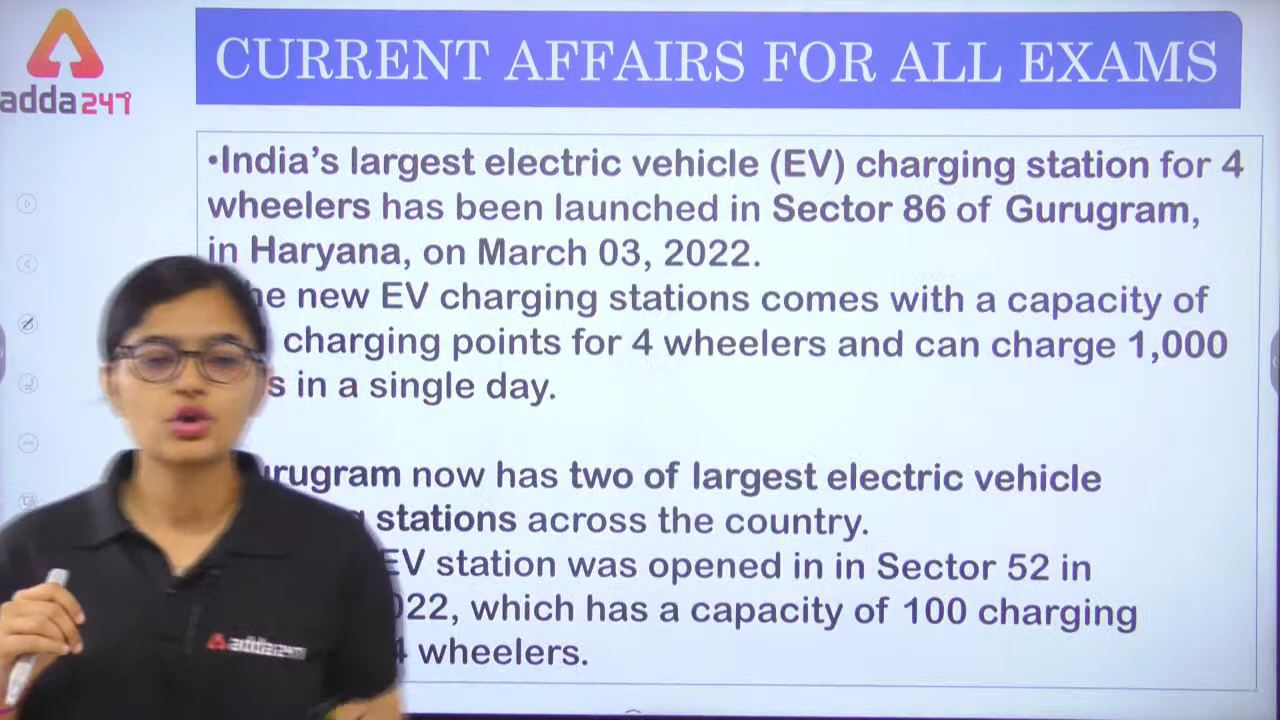 CURRENT AFFAIRS FOR ALL EXAMS
adda247
•India's largest electric vehicle (EV) charging station for 4
wheelers has been launched in Sector 86 of Gurugram,
in Haryana, on March 03, 2022.
new EV charging stations comes with a capacity of
charging points for 4 wheelers and can charge 1,000
in a single day.
now has two of largest electric vehicle
stations across the country.
EV station was opened in in Sector 52 in
which has a capacity of 100 charging
4 wheelers.
adda247